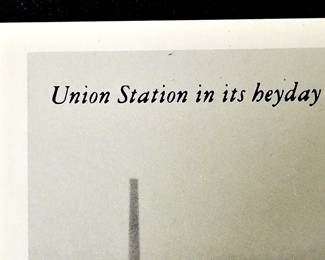 Union Station in its heyday